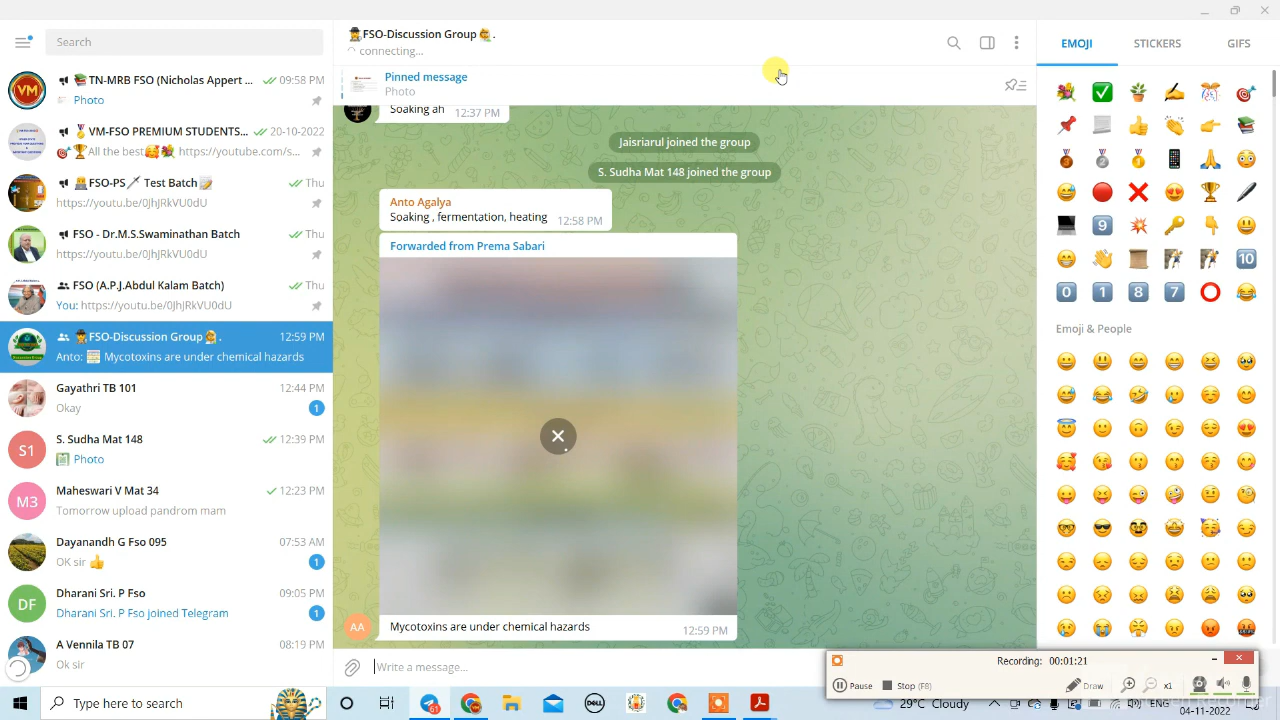 Search
FSO-Discussion Group .
connecting...
EMOJI
STICKERS
GIFS
VM
TN-MRB FSO (Nicholas Appert ...
09:58 PM
Photo
Pinned message
Photo
Soaking ah 12:37 PM
VM-FSO PREMIUM STUDENTS...
20-10-2022
All the best https://youtube.com/s...
Jaisriarul joined the group
S. Sudha Mat 148 joined the group
FSO-PS Test Batch
Thu
https://youtu.be/0JhJRkVU0dU
Anto Agalya
Soaking , fermentation, heating 12:58 PM
FSO - Dr.M.S.Swaminathan Batch
Thu
https://youtu.be/0JhJRkVU0dU
Forwarded from Prema Sabari
FSO (A.P.J.Abdul Kalam Batch)
Thu
You: https://youtu.be/0JhJRkVU0dU
FSO-Discussion Group .
12:59 PM
Anto: Mycotoxins are under chemical hazards
Emoji & People
Gayathri TB 101
12:44 PM
Okay
1
S1
S. Sudha Mat 148
12:39 PM
Photo
M3
Maheswari V Mat 34
12:23 PM
Tomorrow upload pandrom mam
Dayanandh G Fso 095
07:53 AM
OK sir
1
DF
Dharani Sri. P Fso
09:05 PM
Dharani Sri. P Fso joined Telegram
1
AA
Mycotoxins are under chemical hazards
12:59 PM
A Vennila TB 07
08:19 PM
Ok sir
Write a message...
Recording: 00:01:21
Pause
Stop (F8)
Draw
x1
Type here to search
61
DELL
29°C Cloudy
ENG
04-11-2022